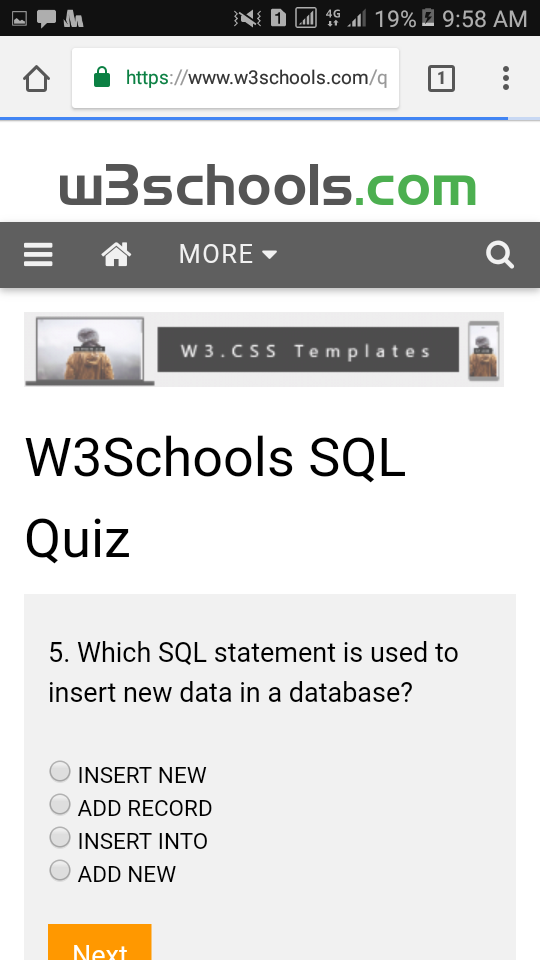 1 4G 19% 9:58 AM
https://www.w3schools.com/q 1
w3schools.com
MORE
W3.CSS Templates
W3Schools SQL
Quiz
5. Which SQL statement is used to
insert new data in a database?
INSERT NEW
ADD RECORD
INSERT INTO
ADD NEW
Next